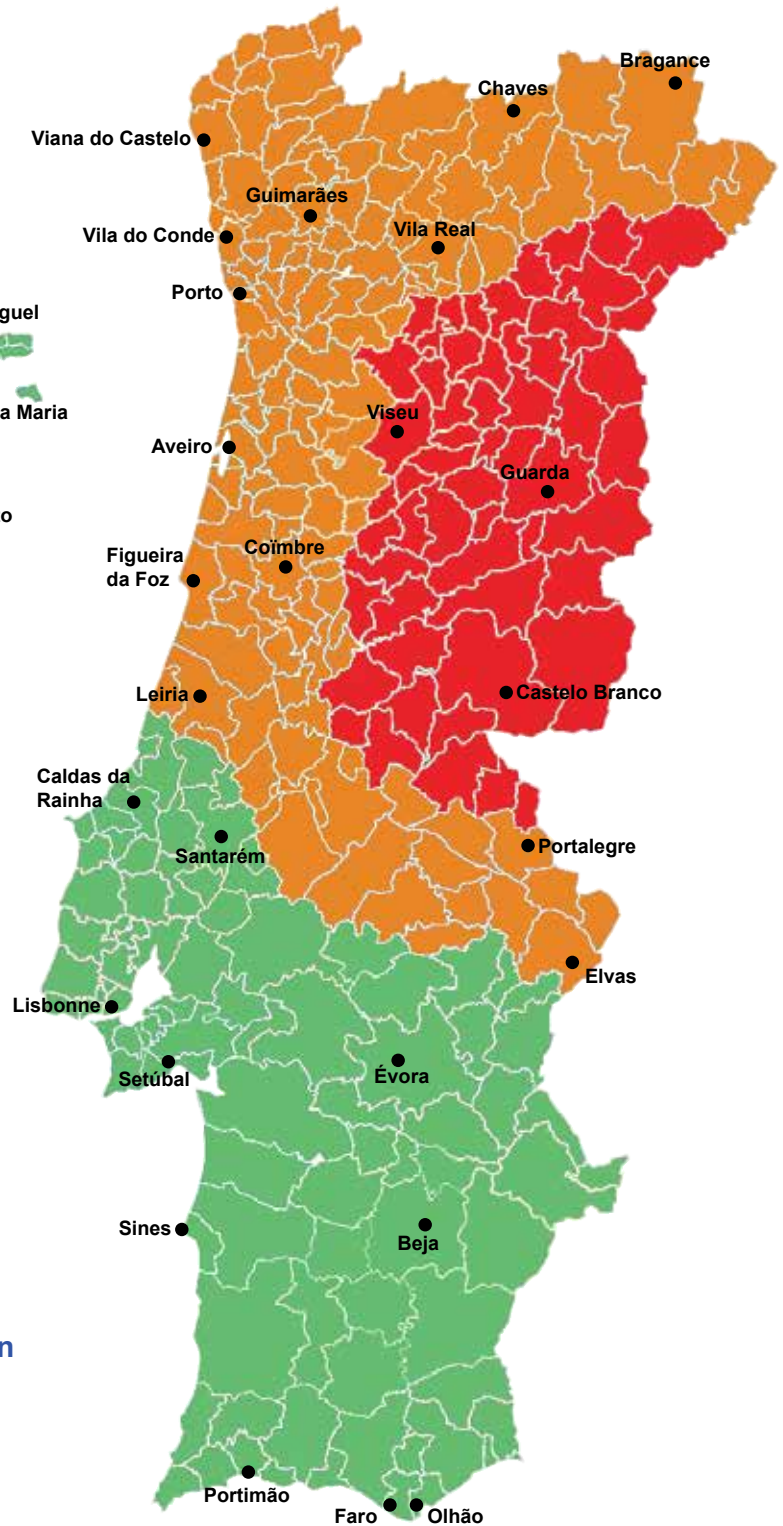 Bragance
Chaves
Viana do Castelo
Guimarães
Vila do Conde
Vila Real
Porto
guel
a Maria
Viseu
Aveiro
Guarda
o
Coïmbre
Figueira
da Foz
Leiria
Castelo Branco
Caldas da
Rainha
Santarém
Portalegre
Elvas
Lisbonne
Setúbal
Évora
Sines
Beja
n
Portimão
Faro
Olhão